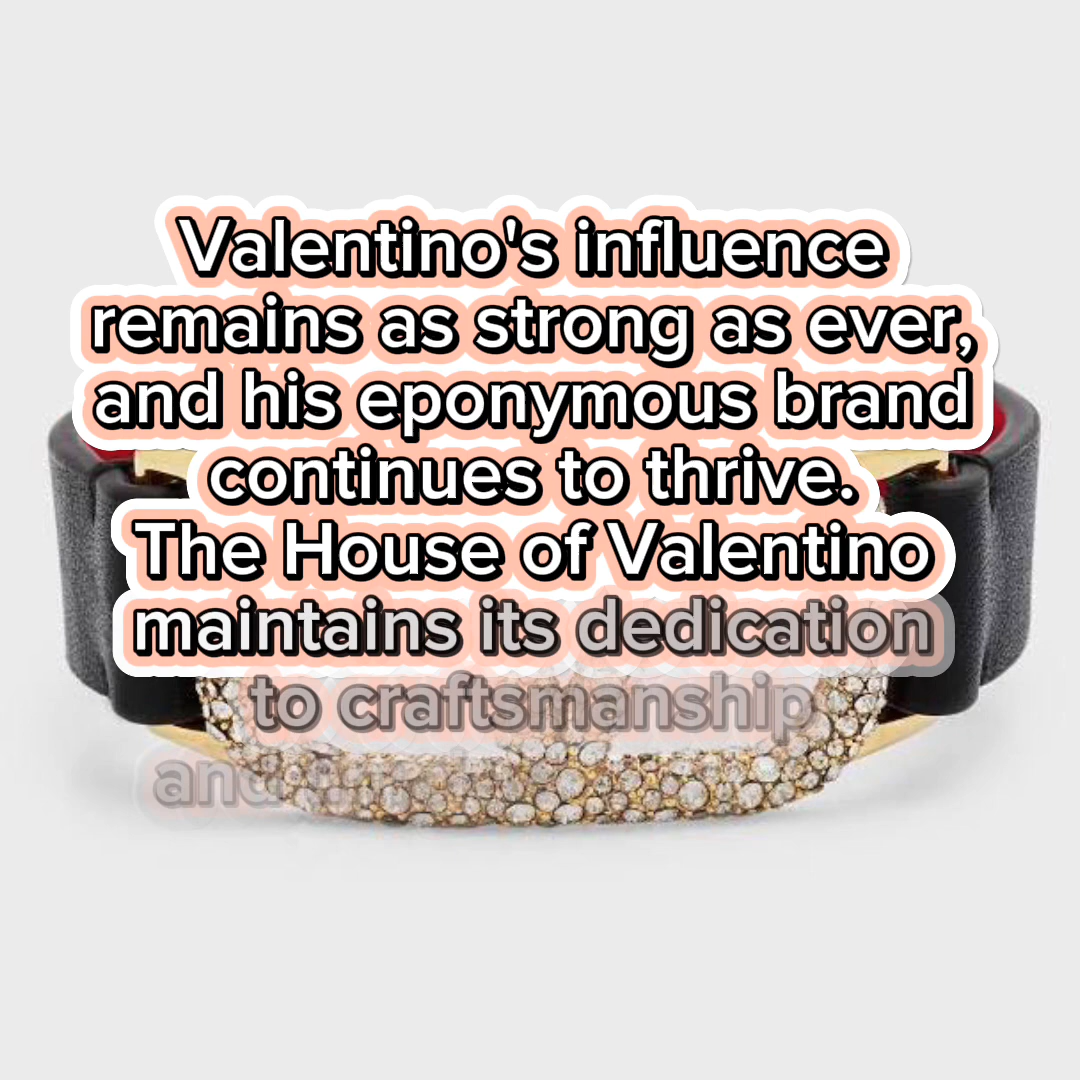 Valentino's influence
remains as strong as ever,
and his eponymous brand
continues to thrive.
The House of Valentino
maintains its dedication
to craftsmanship
and